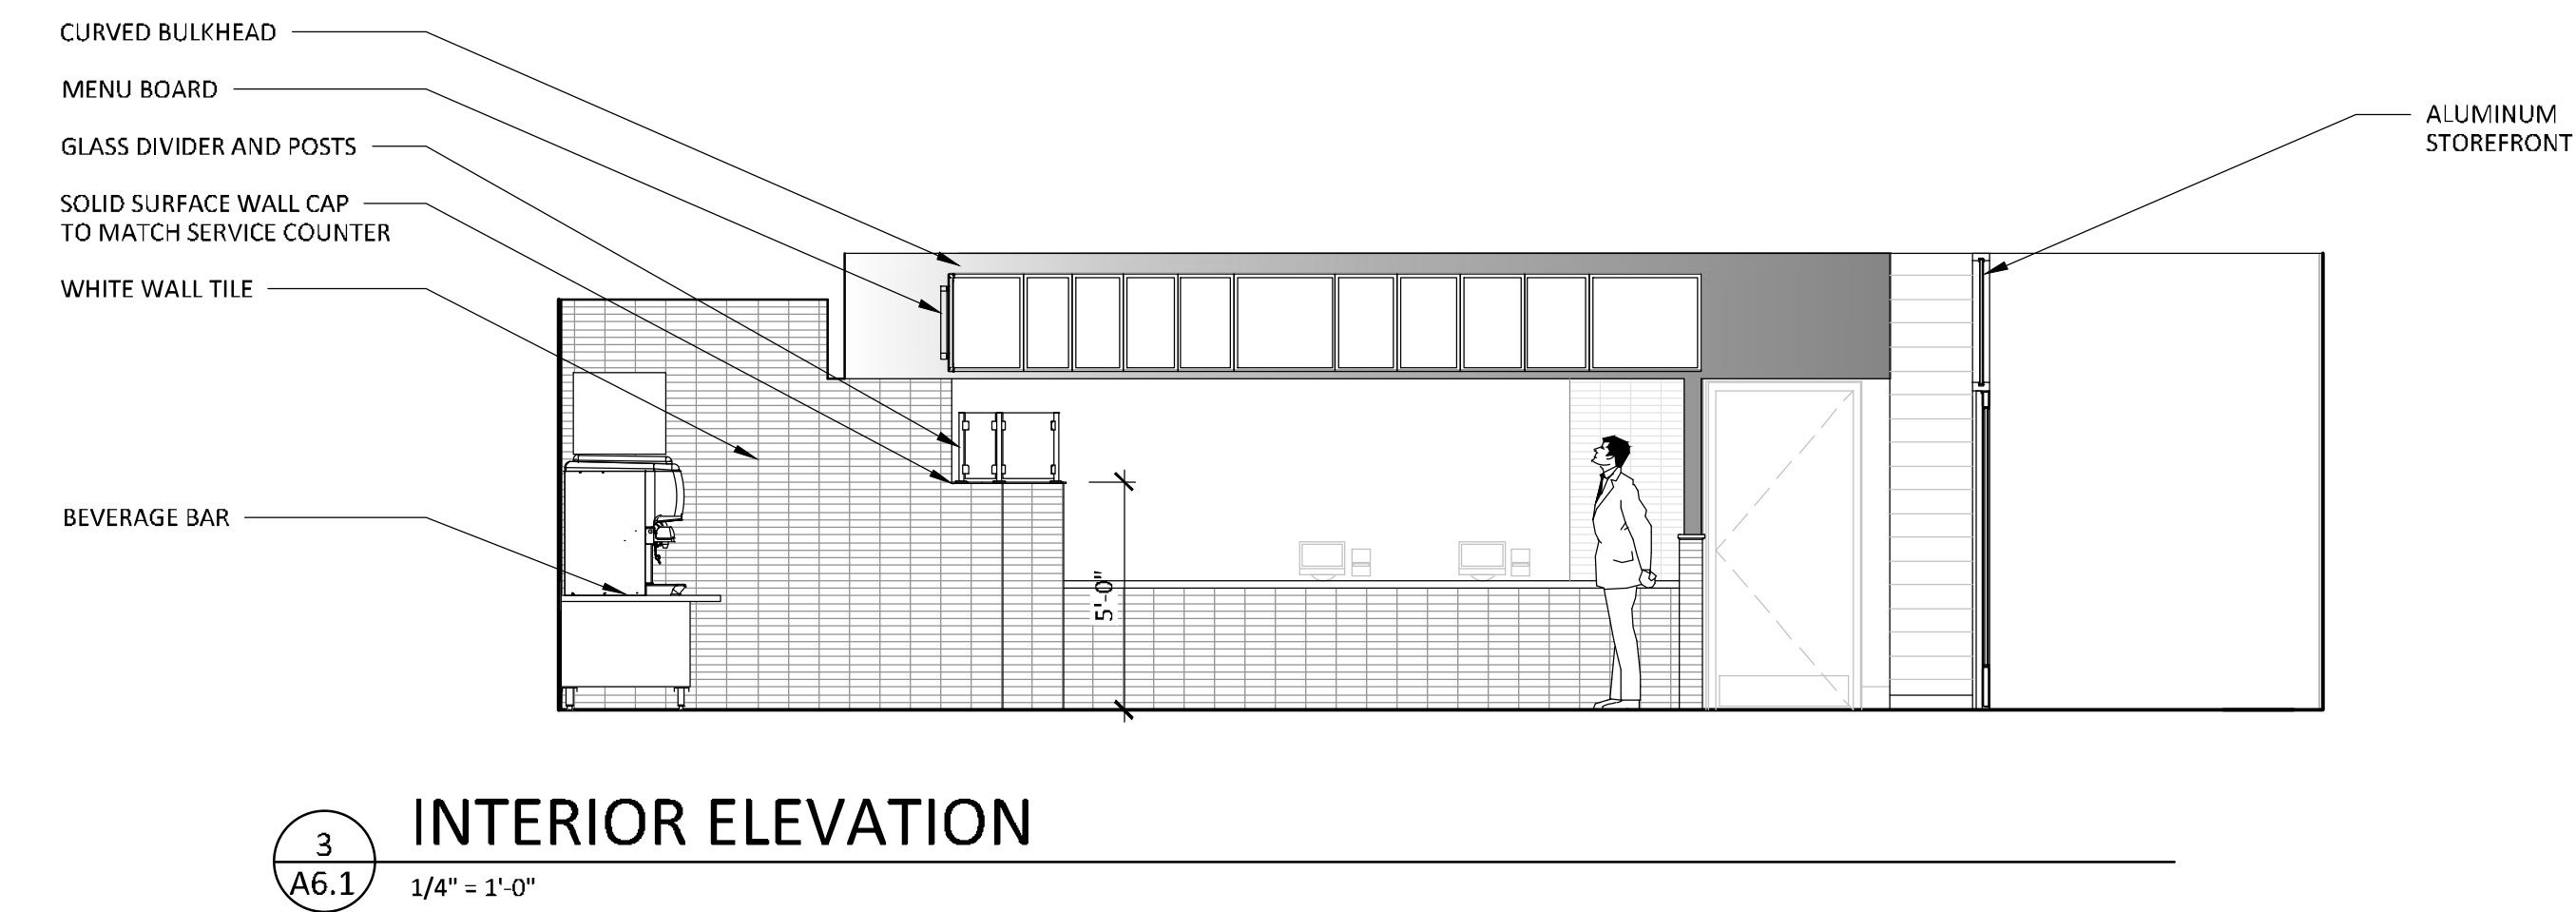 CURVED BULKHEAD
MENU BOARD
GLASS DIVIDER AND POSTS
SOLID SURFACE WALL CAP
TO MATCH SERVICE COUNTER
WHITE WALL TILE
BEVERAGE BAR
ALUMINUM
STOREFRONT
5'-0"
3
A6.1
INTERIOR ELEVATION
1/4" = 1'-0"